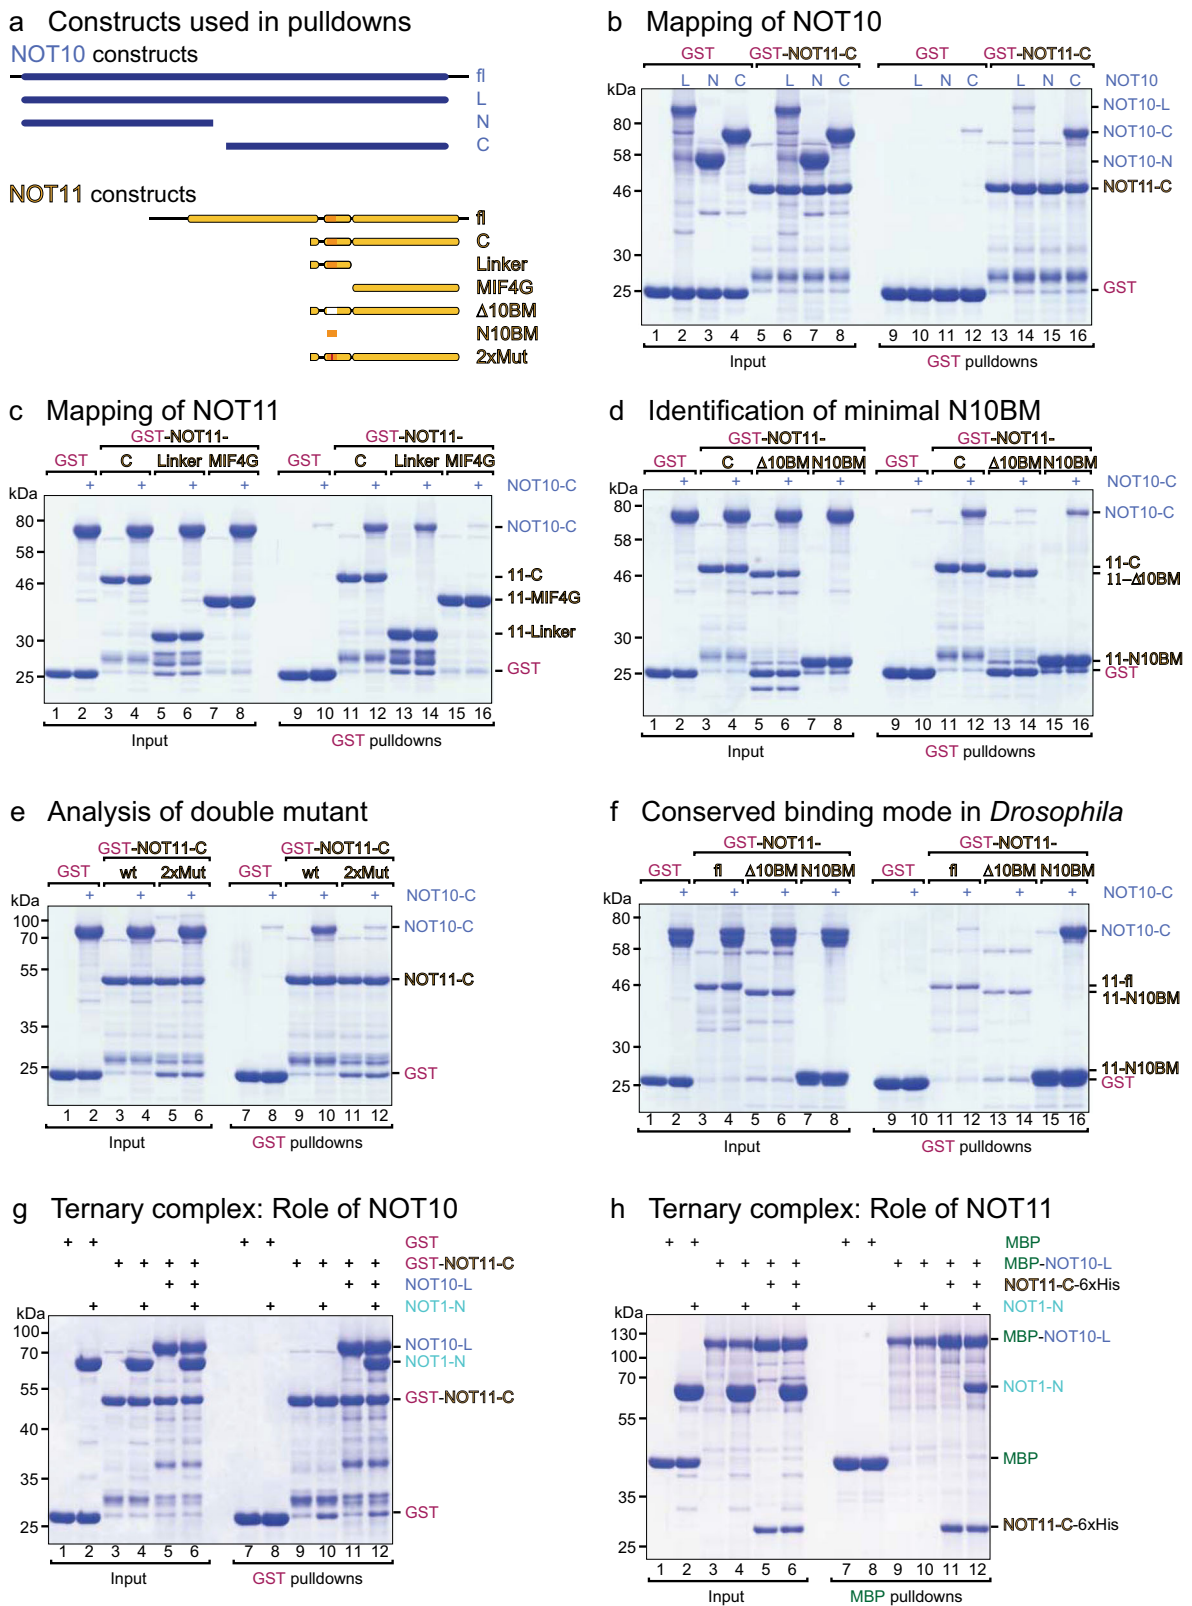 a Constructs used in pulldowns
NOT10 constructs
fl
L
N
C
NOT11 constructs
fl
C
Linker
MIF4G
Δ10BM
N10BM
2xMut
b Mapping of NOT10
GST GST-NOT11-C GST GST-NOT11-C
L N C L N C L N C L N C NOT10
kDa
80
58
46
30
25
NOT10-L
NOT10-C
NOT10-N
NOT11-C
GST
1 2 3 4 5 6 7 8 9 10 11 12 13 14 15 16
Input GST pulldowns
c Mapping of NOT11
GST-NOT11- GST-NOT11-
GST C Linker MIF4G GST C Linker MIF4G
+ + + + + + + + NOT10-C
kDa
80
58
46
30
25
NOT10-C
11-C
11-MIF4G
11-Linker
GST
1 2 3 4 5 6 7 8 9 10 11 12 13 14 15 16
Input GST pulldowns
d Identification of minimal N10BM
GST-NOT11- GST-NOT11-
GST C Δ10BM N10BM GST C Δ10BM N10BM
+ + + + + + + + NOT10-C
kDa
80
58
46
30
25
NOT10-C
11-C
11-Δ10BM
11-N10BM
GST
1 2 3 4 5 6 7 8 9 10 11 12 13 14 15 16
Input GST pulldowns
e Analysis of double mutant
GST-NOT11-C GST-NOT11-C
GST wt 2xMut GST wt 2xMut
+ + + + + + NOT10-C
kDa
100
70
55
35
25
NOT10-C
NOT11-C
GST
1 2 3 4 5 6 7 8 9 10 11 12
Input GST pulldowns
f Conserved binding mode in Drosophila
GST-NOT11- GST-NOT11-
GST fl Δ10BM N10BM GST fl Δ10BM N10BM
+ + + + + + + + NOT10-C
kDa
80
58
46
30
25
NOT10-C
11-fl
11-N10BM
11-N10BM
GST
1 2 3 4 5 6 7 8 9 10 11 12 13 14 15 16
Input GST pulldowns
g Ternary complex: Role of NOT10
+ + + + GST
+ + + + + + + + GST-NOT11-C
+ + + + NOT10-L
+ + + + + + NOT1-N
kDa
100
70
55
40
35
25
NOT10-L
NOT1-N
GST-NOT11-C
GST
1 2 3 4 5 6 7 8 9 10 11 12
Input GST pulldowns
h Ternary complex: Role of NOT11
+ + + + MBP
+ + + + + + + + MBP-NOT10-L
+ + + + NOT11-C-6xHis
+ + + + + + NOT1-N
kDa
130
100
70
55
35
25
MBP-NOT10-L
NOT1-N
MBP
NOT11-C-6xHis
1 2 3 4 5 6 7 8 9 10 11 12
Input MBP pulldowns